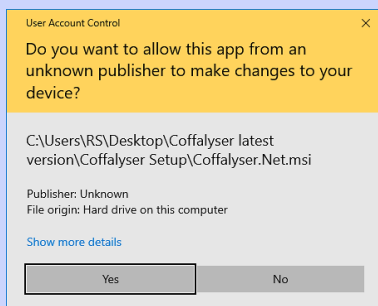 User Account Control
Do you want to allow this app from an
unknown publisher to make changes to your
device?
C:\Users\RS\Desktop\Coffalyser latest
version\Coffalyser Setup\Coffalyser.Net.msi
Publisher: Unknown
File origin: Hard drive on this computer
Show more details
Yes
No